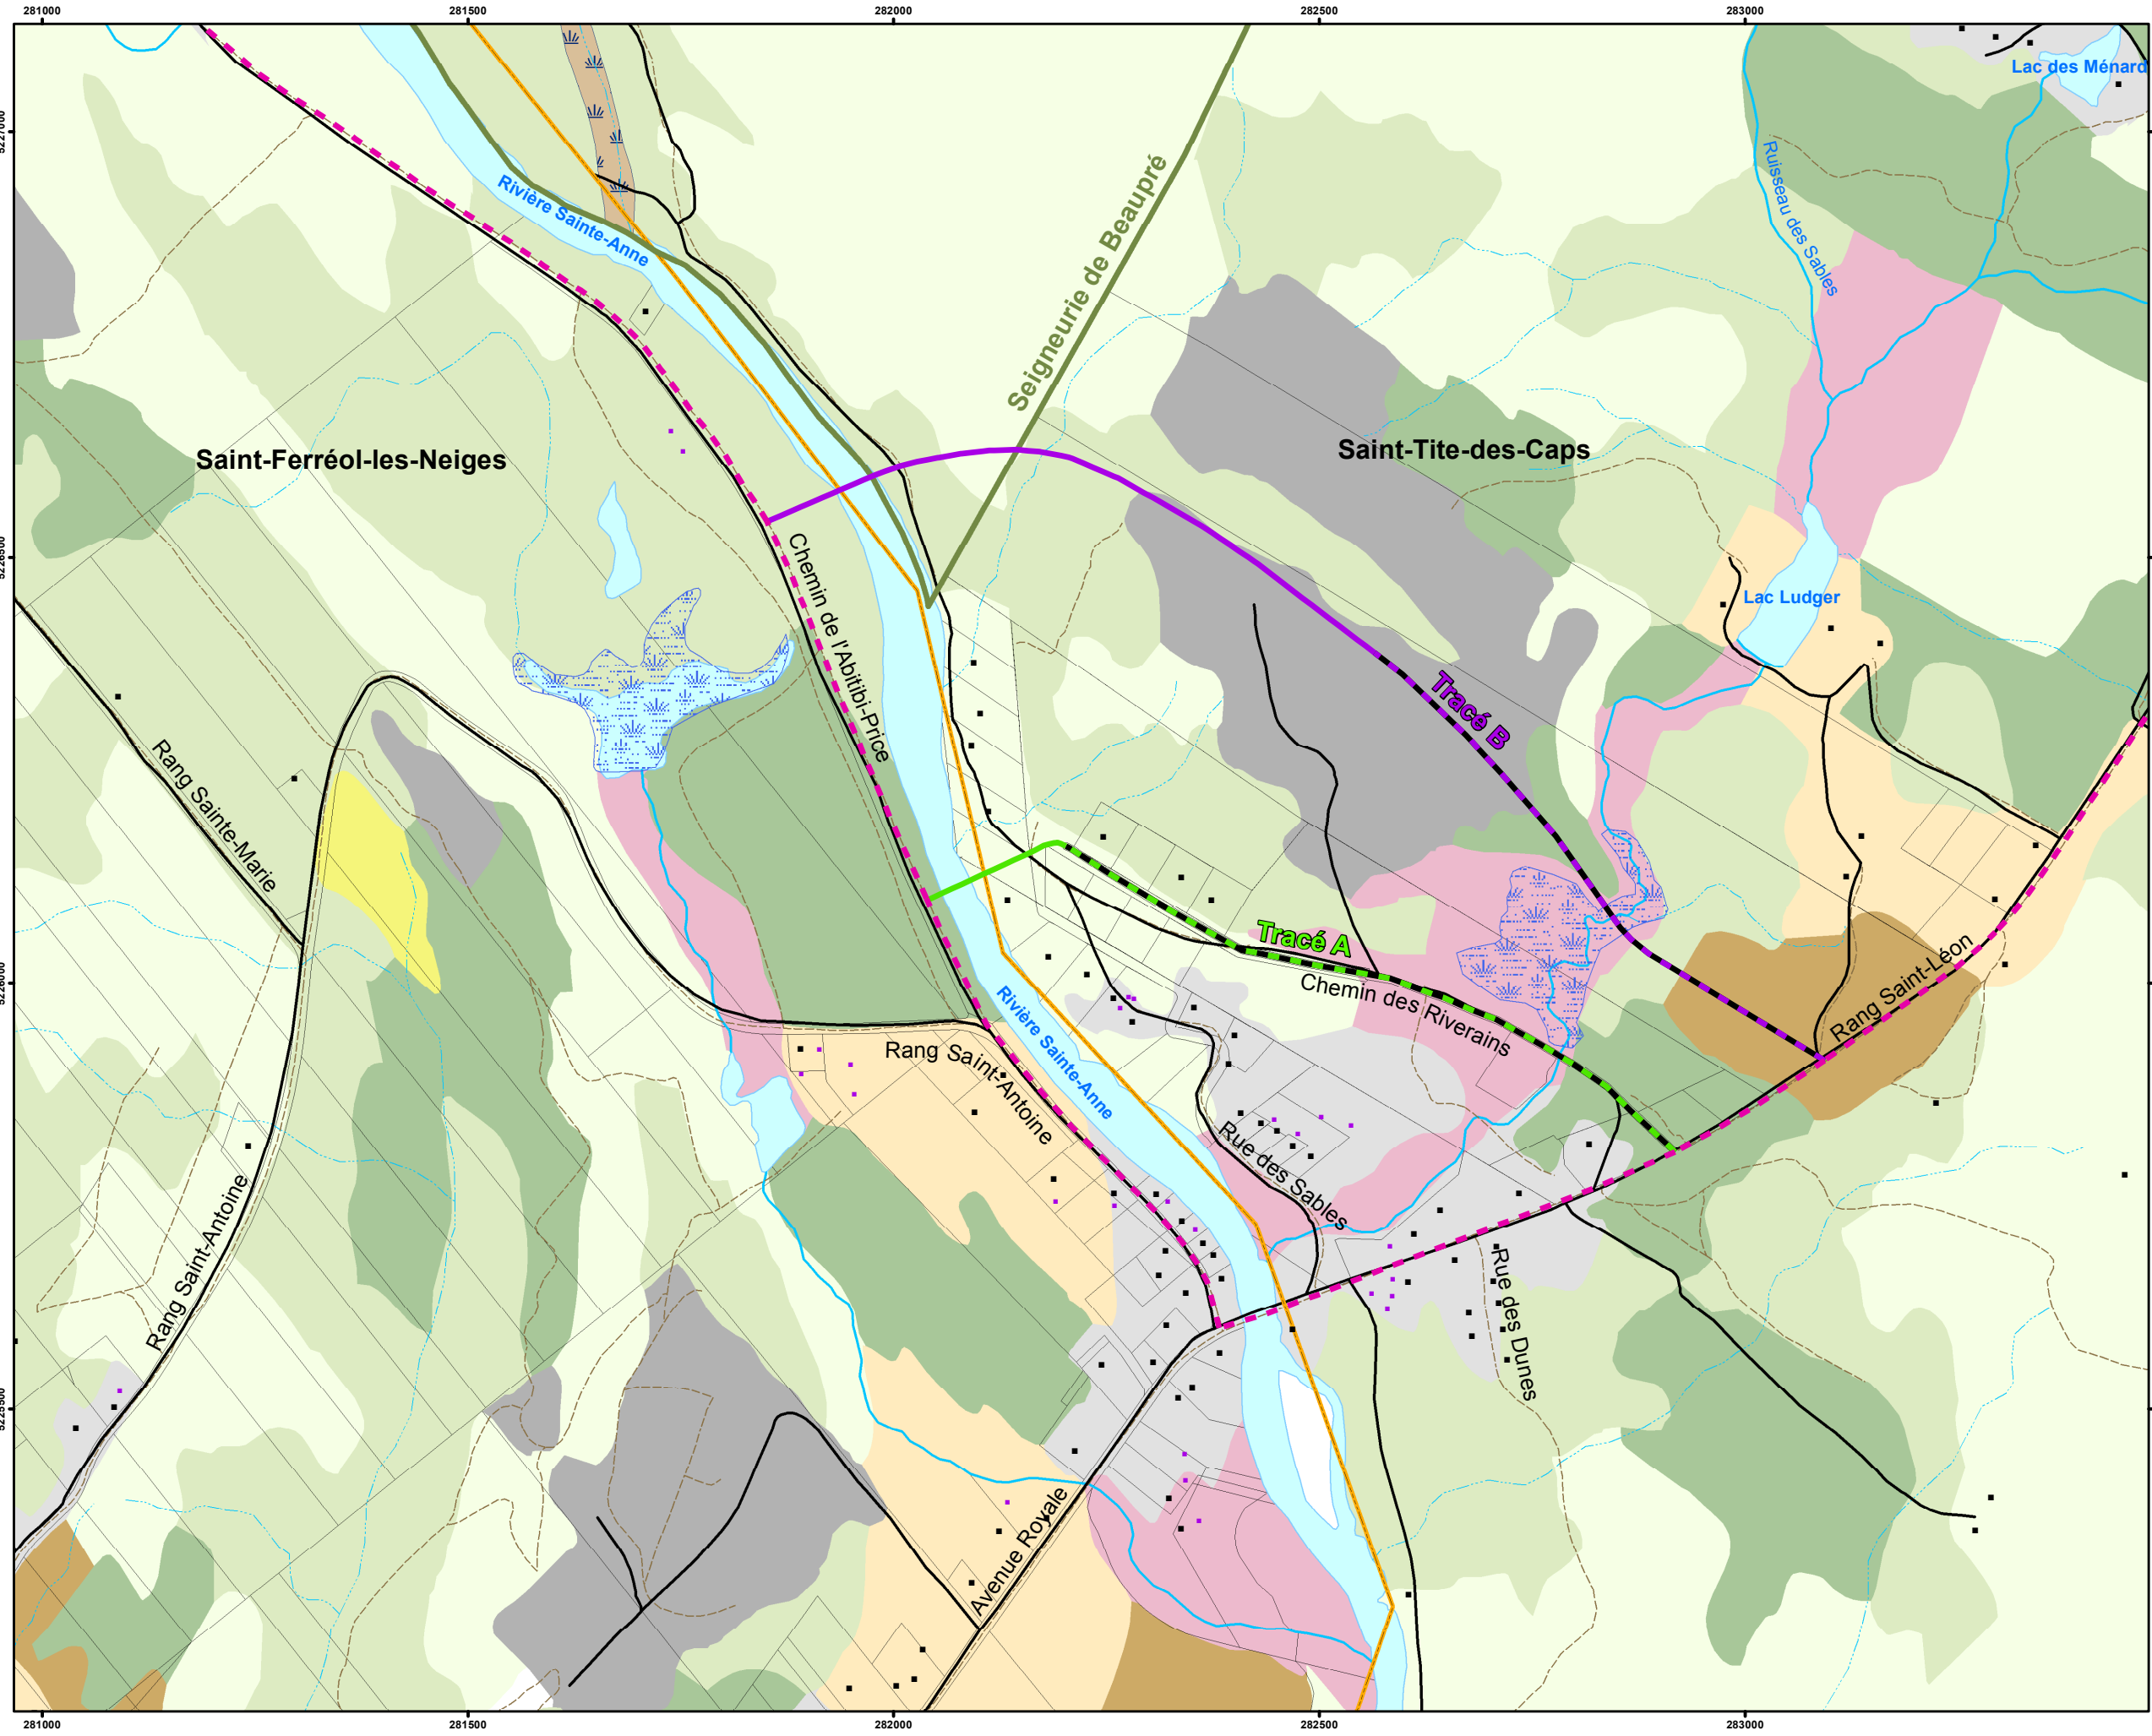 281000
281500
282000
282500
283000
Lac des Ménard
Ruisseau des Sables
Rivière Sainte-Anne
Seigneurie de Beaupré
Saint-Ferréol-les-Neiges
Saint-Tite-des-Caps
Chemin de l'Abitibi-Price
Lac Ludger
Tracé B
Rang Sainte-Marie
Tracé A
Chemin des Riverains
Rang Saint-Léon
Rivière Sainte-Anne
Rang Saint-Antoine
Rue des Sables
Rang Saint-Antoine
Rue des Dunes
Avenue Royale
281000
281500
282000
282500
283000